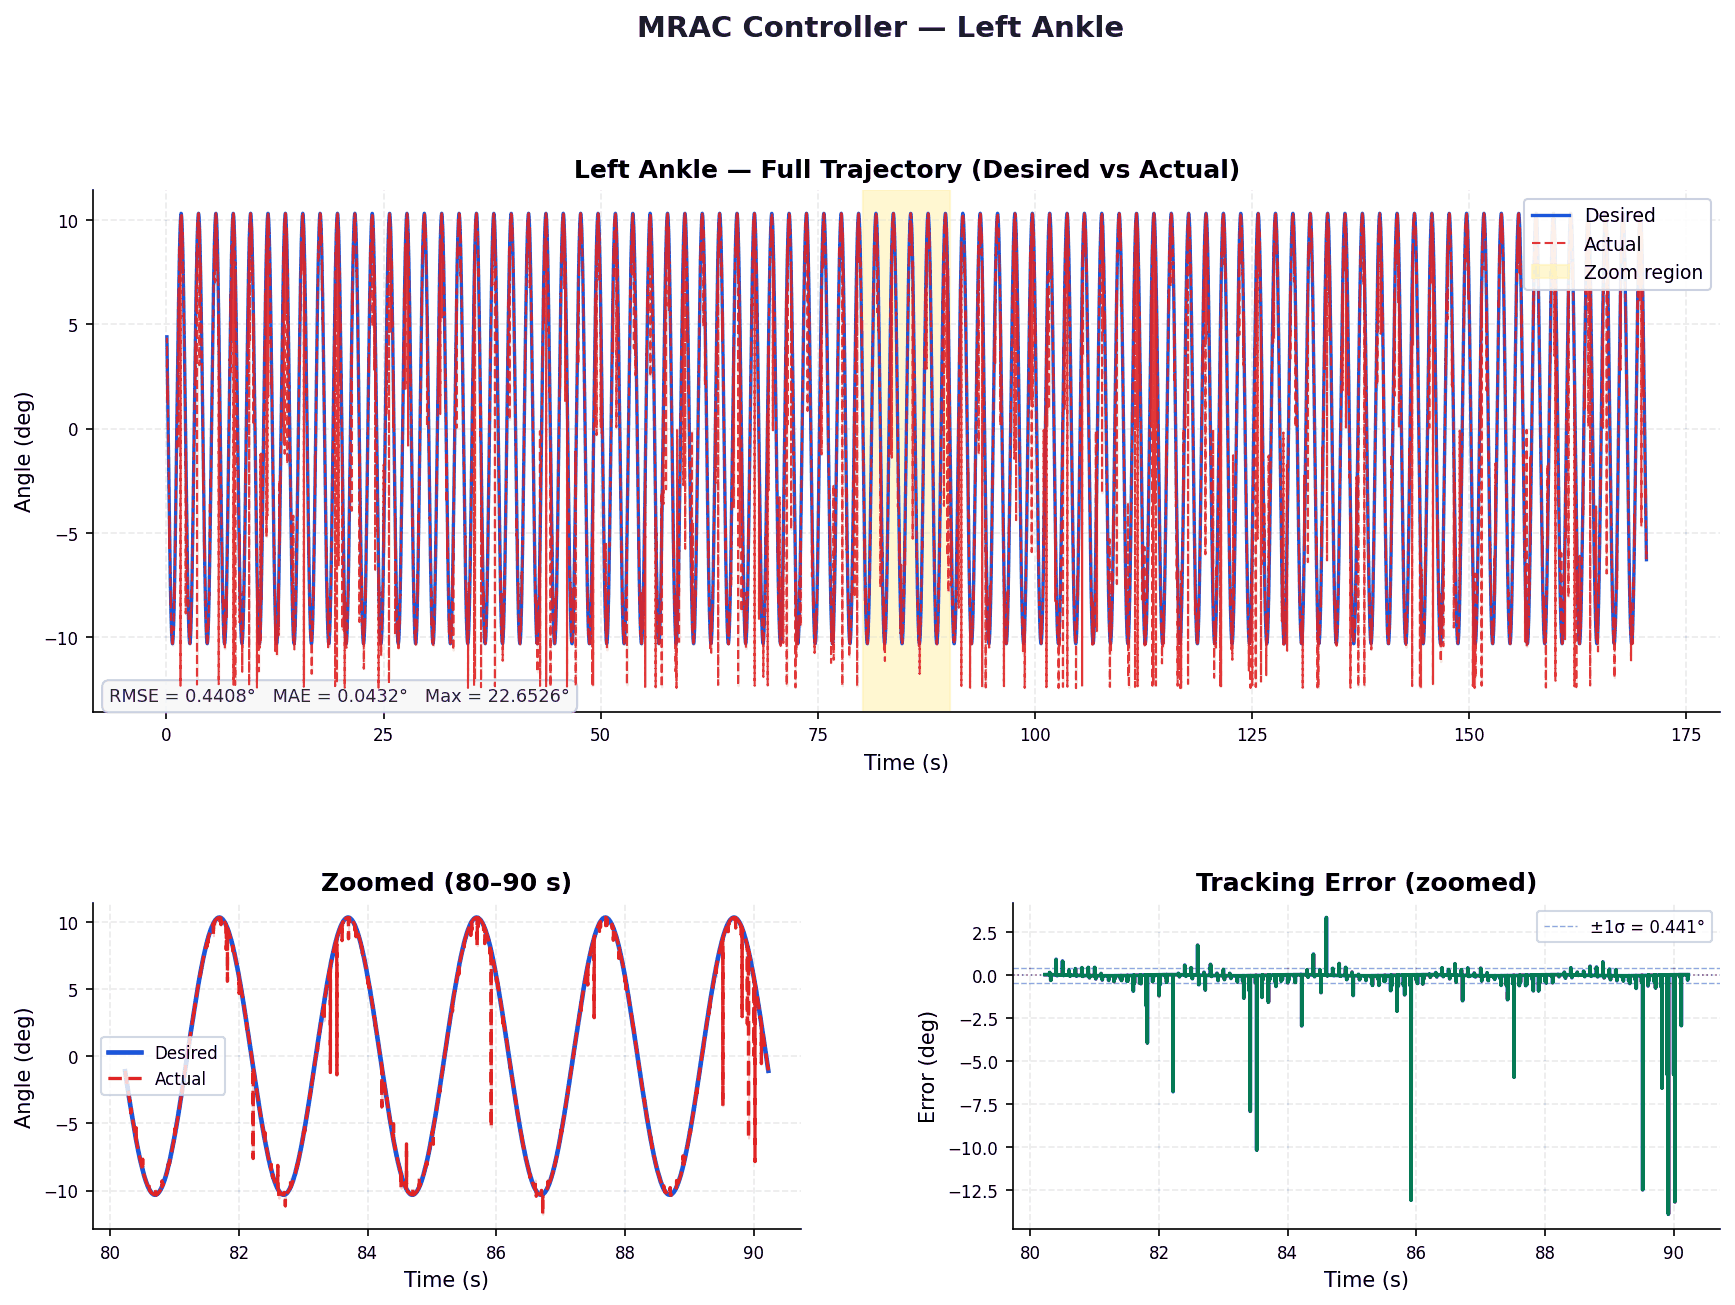 MRAC Controller — Left Ankle
Left Ankle — Full Trajectory (Desired vs Actual)
Angle (deg)
10
5
0
−5
−10
Desired
Actual
Zoom region
RMSE = 0.4408°   MAE = 0.0432°   Max = 22.6526°
0 25 50 75 100 125 150 175
Time (s)
Zoomed (80–90 s)
Angle (deg)
10
5
0
−5
−10
Desired
Actual
80 82 84 86 88 90
Time (s)
Tracking Error (zoomed)
Error (deg)
2.5
0.0
−2.5
−5.0
−7.5
−10.0
−12.5
±1σ = 0.441°
80 82 84 86 88 90
Time (s)